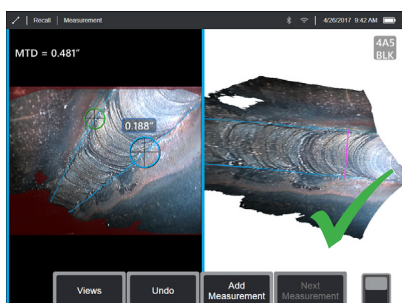 Recall | Measurement
4/26/2017 9:42 AM
MTD = 0.481"
4A5
BLK
0.188"
Views
Undo
Add
Measurement
Next
Measurement